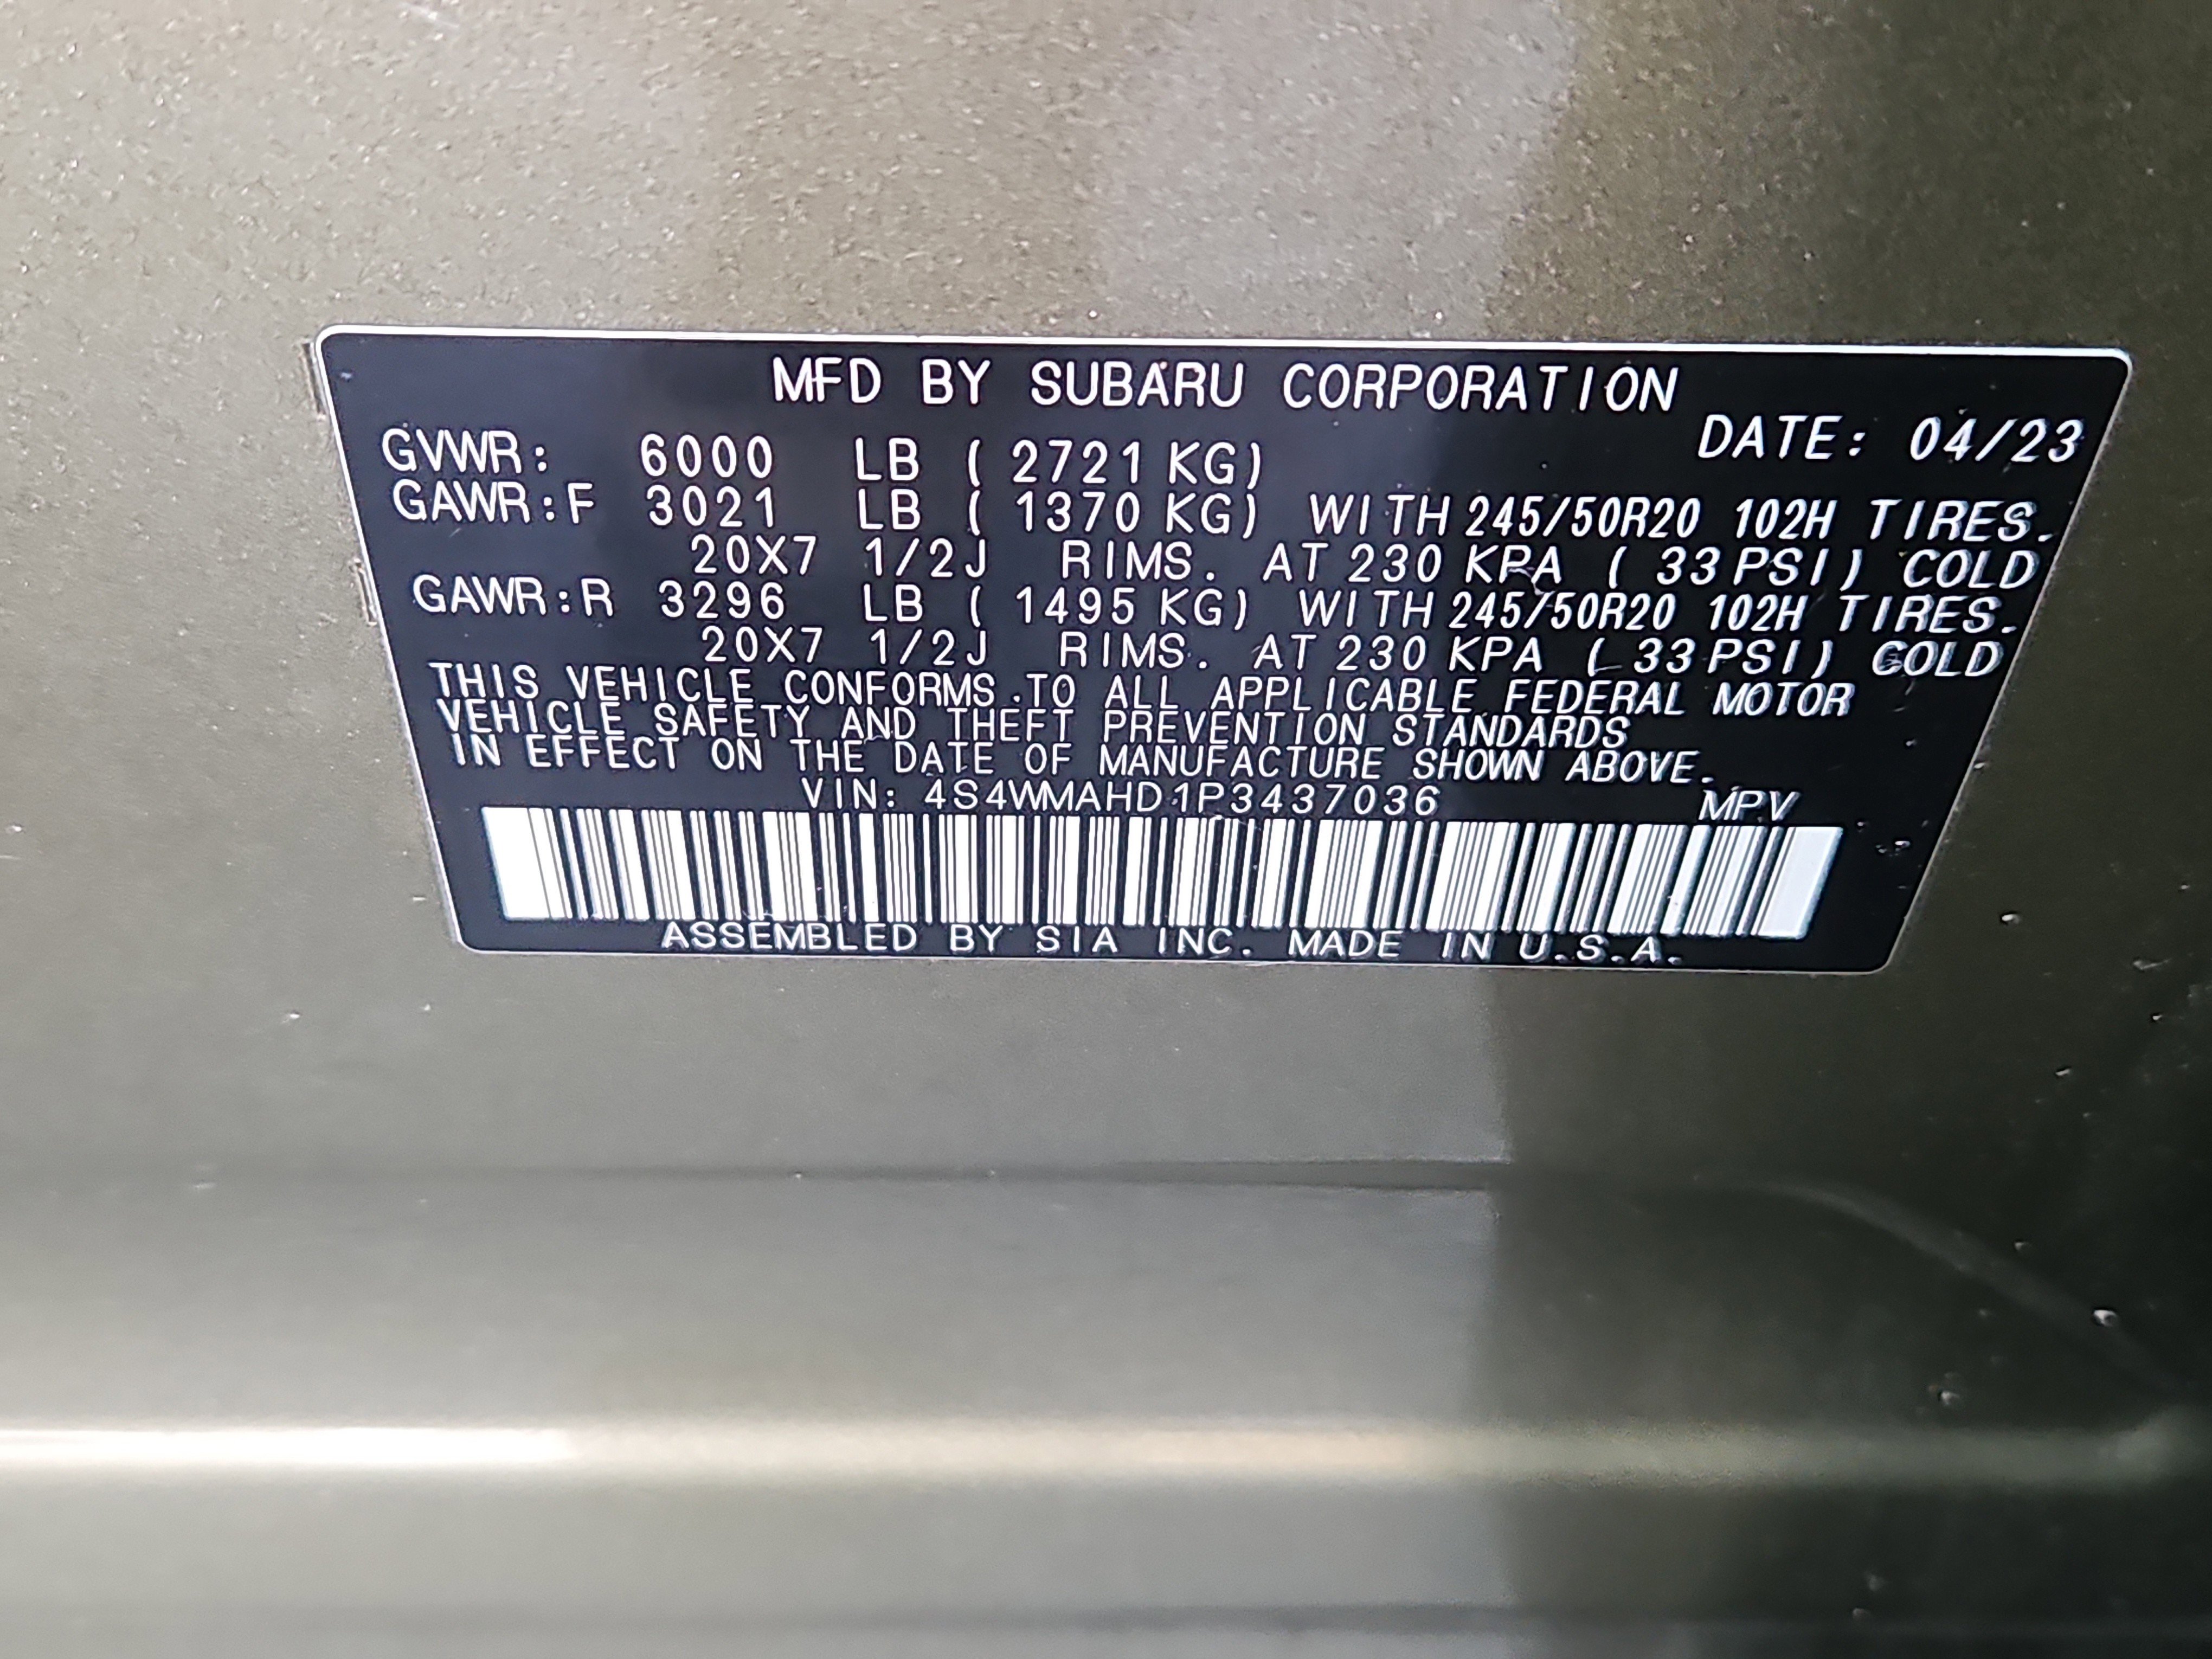 MFD BY SUBARU CORPORATION
DATE: 04/23
GVWR: 6000 LB ( 2721 KG)
GAWR:F 3021 LB ( 1370 KG) WITH 245/50R20 102H TIRES.
20X7 1/2J RIMS. AT 230 KPA ( 33 PSI) COLD
GAWR:R 3296 LB ( 1495 KG) WITH 245/50R20 102H TIRES.
20X7 1/2J RIMS. AT 230 KPA ( 33 PSI) COLD
THIS VEHICLE CONFORMS TO ALL APPLICABLE FEDERAL MOTOR
VEHICLE SAFETY AND THEFT PREVENTION STANDARDS
IN EFFECT ON THE DATE OF MANUFACTURE SHOWN ABOVE.
VIN: 4S4WMAHD1P3437036 MPV
ASSEMBLED BY SIA INC. MADE IN U.S.A.